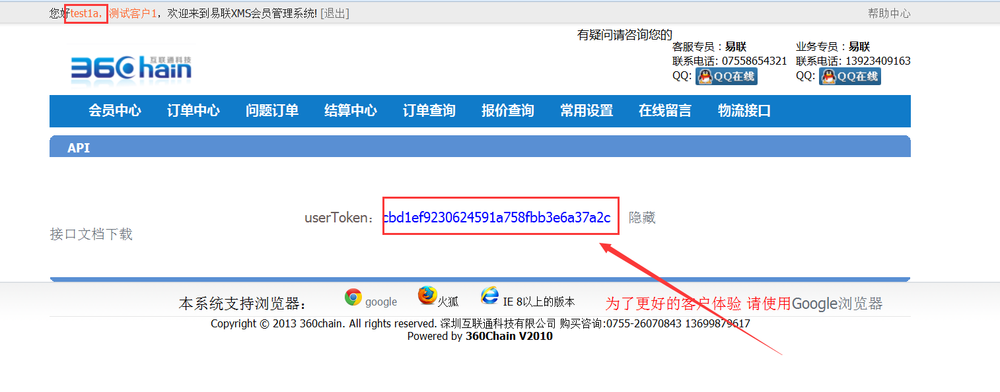 您好test1a, 测试客户1，欢迎来到易联XMS会员管理系统! [退出]
帮助中心
有疑问请咨询您的
客服专员：易联
联系电话: 07558654321
QQ: QQ在线
业务专员：易联
联系电话: 13923409163
QQ: QQ在线
360Chain 互联通科技
会员中心 订单中心 问题订单 结算中心 订单查询 报价查询 常用设置 在线留言 物流接口
API
userToken： cbd1ef9230624591a758fbb3e6a37a2c 隐藏
接口文档下载
本系统支持浏览器： google 火狐 IE 8以上的版本 为了更好的客户体验 请使用Google浏览器
Copyright © 2013 360chain. All rights reserved. 深圳互联通科技有限公司 购买咨询:0755-26070843 13699879617
Powered by 360Chain V2010